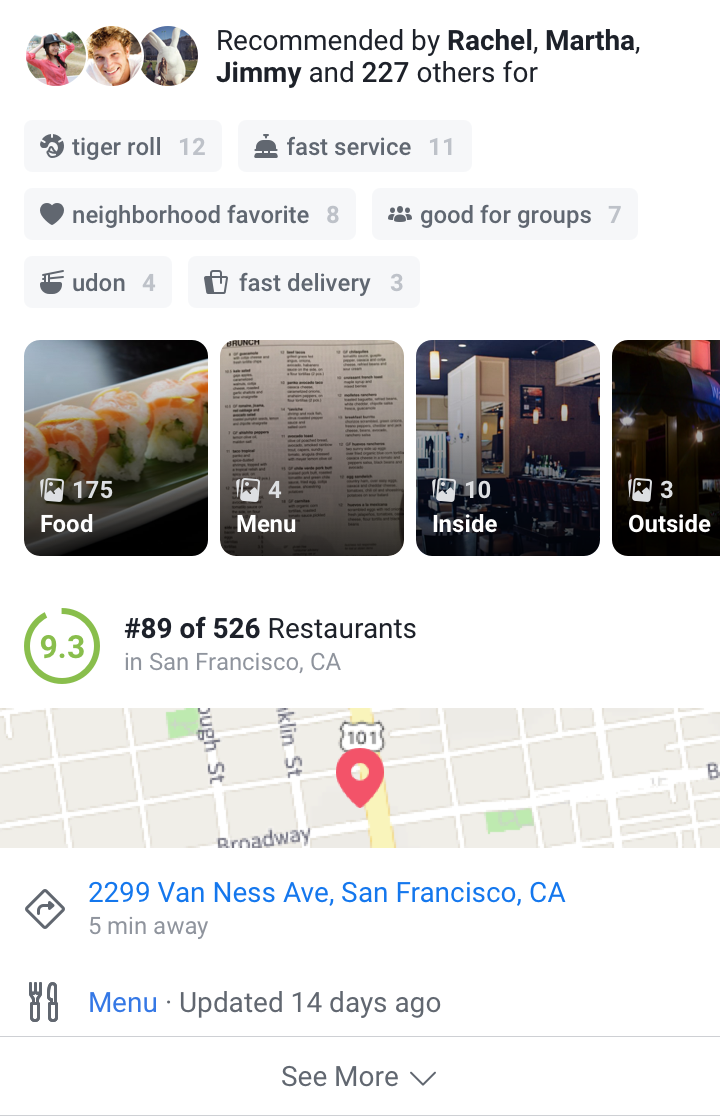 Recommended by Rachel, Martha,
Jimmy and 227 others for
tiger roll 12
fast service 11
neighborhood favorite 8
good for groups 7
udon 4
fast delivery 3
BRUNCH
175
Food
4
Menu
10
Inside
3
Outside
9.3
#89 of 526 Restaurants
in San Francisco, CA
ough St
klin St
101
Broadway
2299 Van Ness Ave, San Francisco, CA
5 min away
Menu · Updated 14 days ago
See More